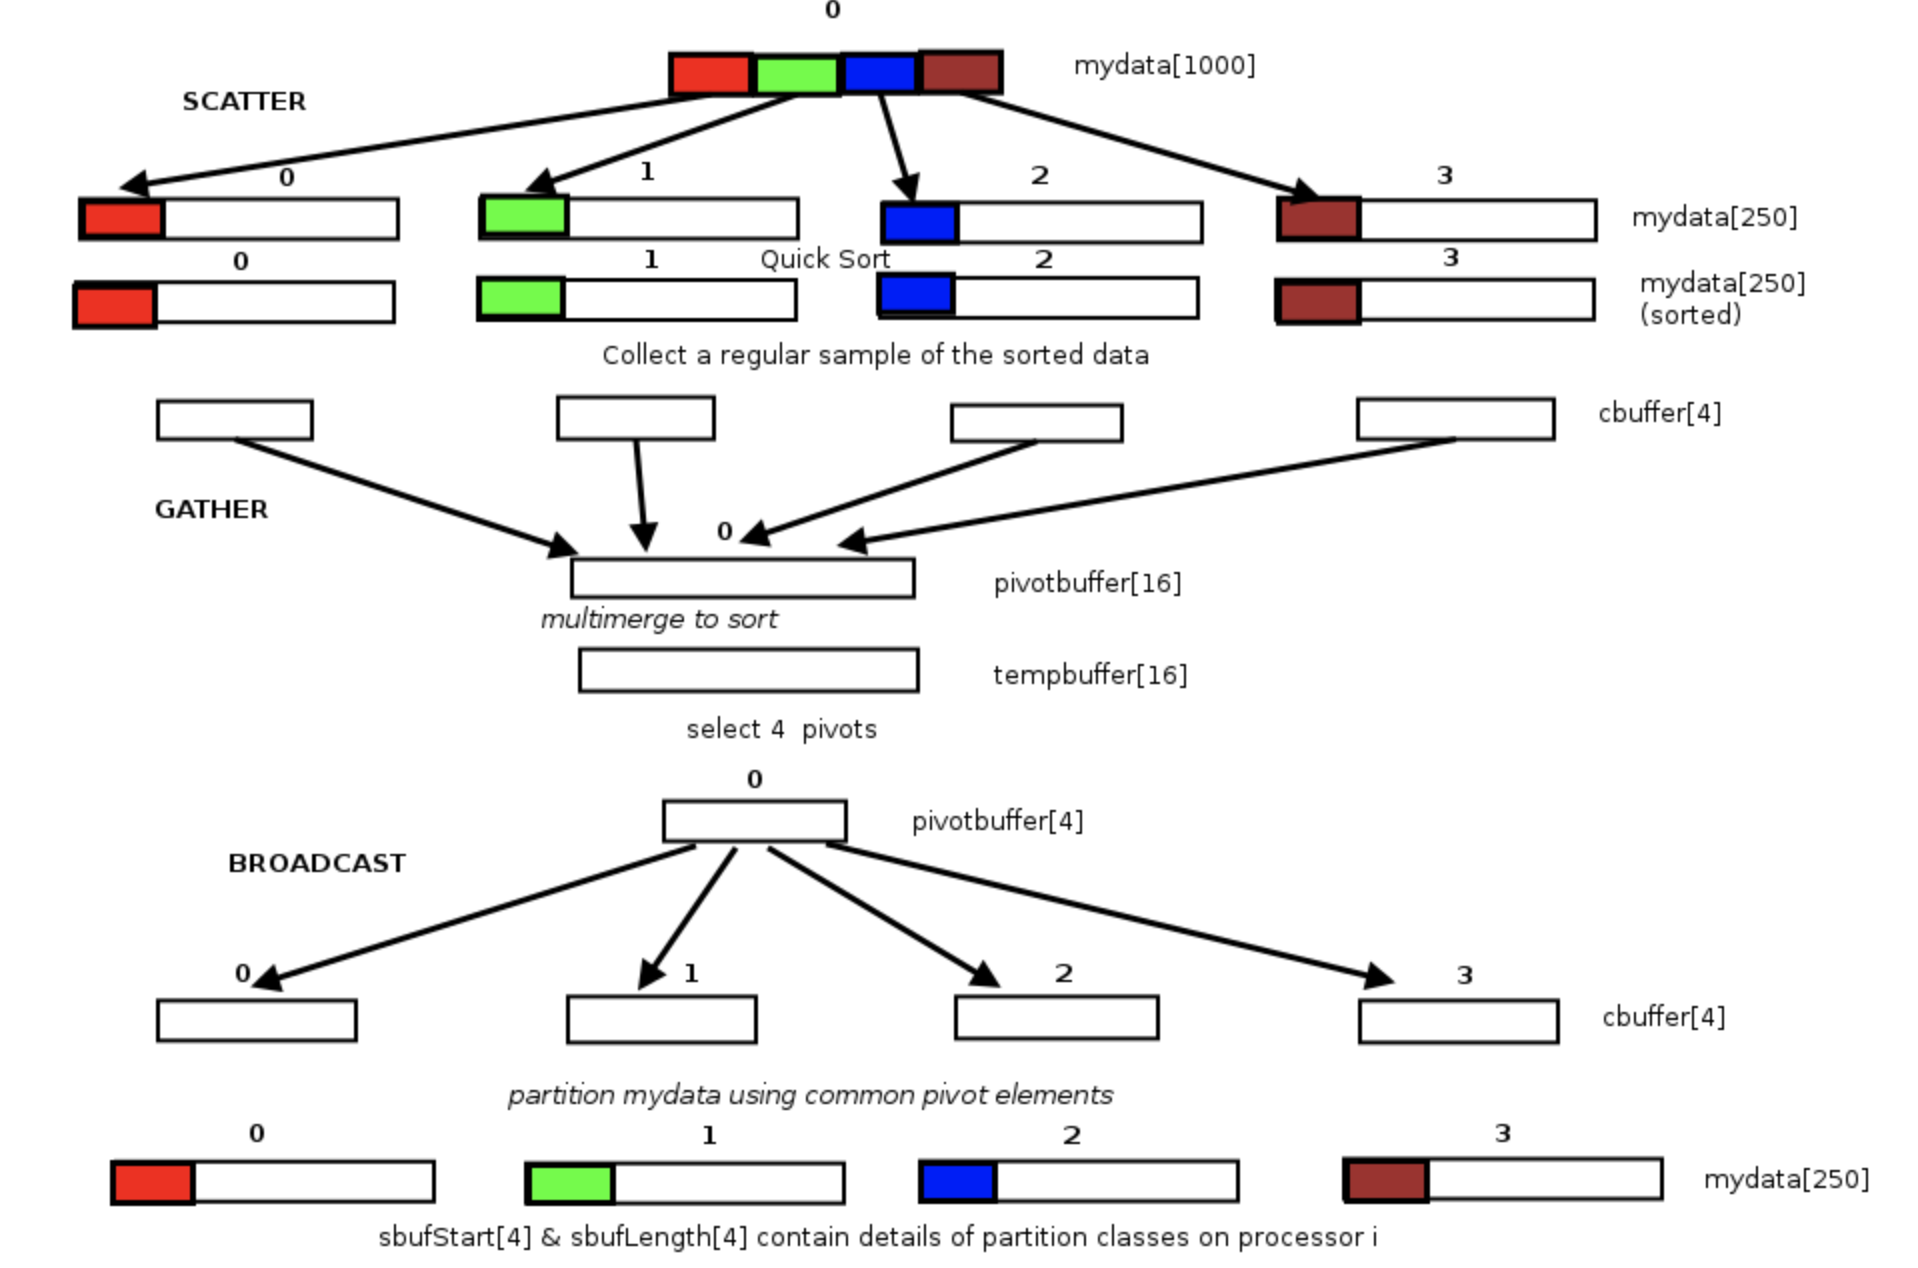 0
mydata[1000]
SCATTER
0 1 2 3
mydata[250]
0 1 Quick Sort 2 3
mydata[250]
(sorted)
Collect a regular sample of the sorted data
cbuffer[4]
GATHER
0
pivotbuffer[16]
multimerge to sort
tempbuffer[16]
select 4 pivots
0
pivotbuffer[4]
BROADCAST
0 1 2 3
cbuffer[4]
partition mydata using common pivot elements
0 1 2 3
mydata[250]
sbufStart[4] & sbufLength[4] contain details of partition classes on processor i